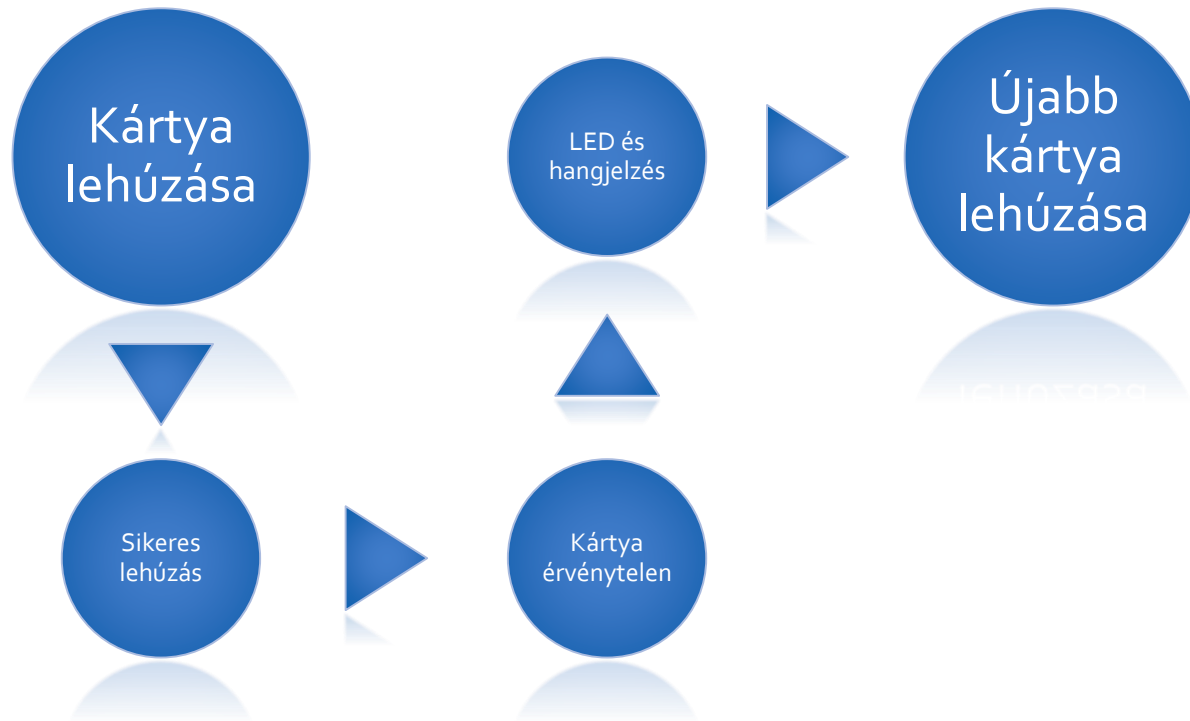 Kártya
lehúzása
Sikeres
lehúzás
Kártya
érvénytelen
LED és
hangjelzés
Újabb
kártya
lehúzása